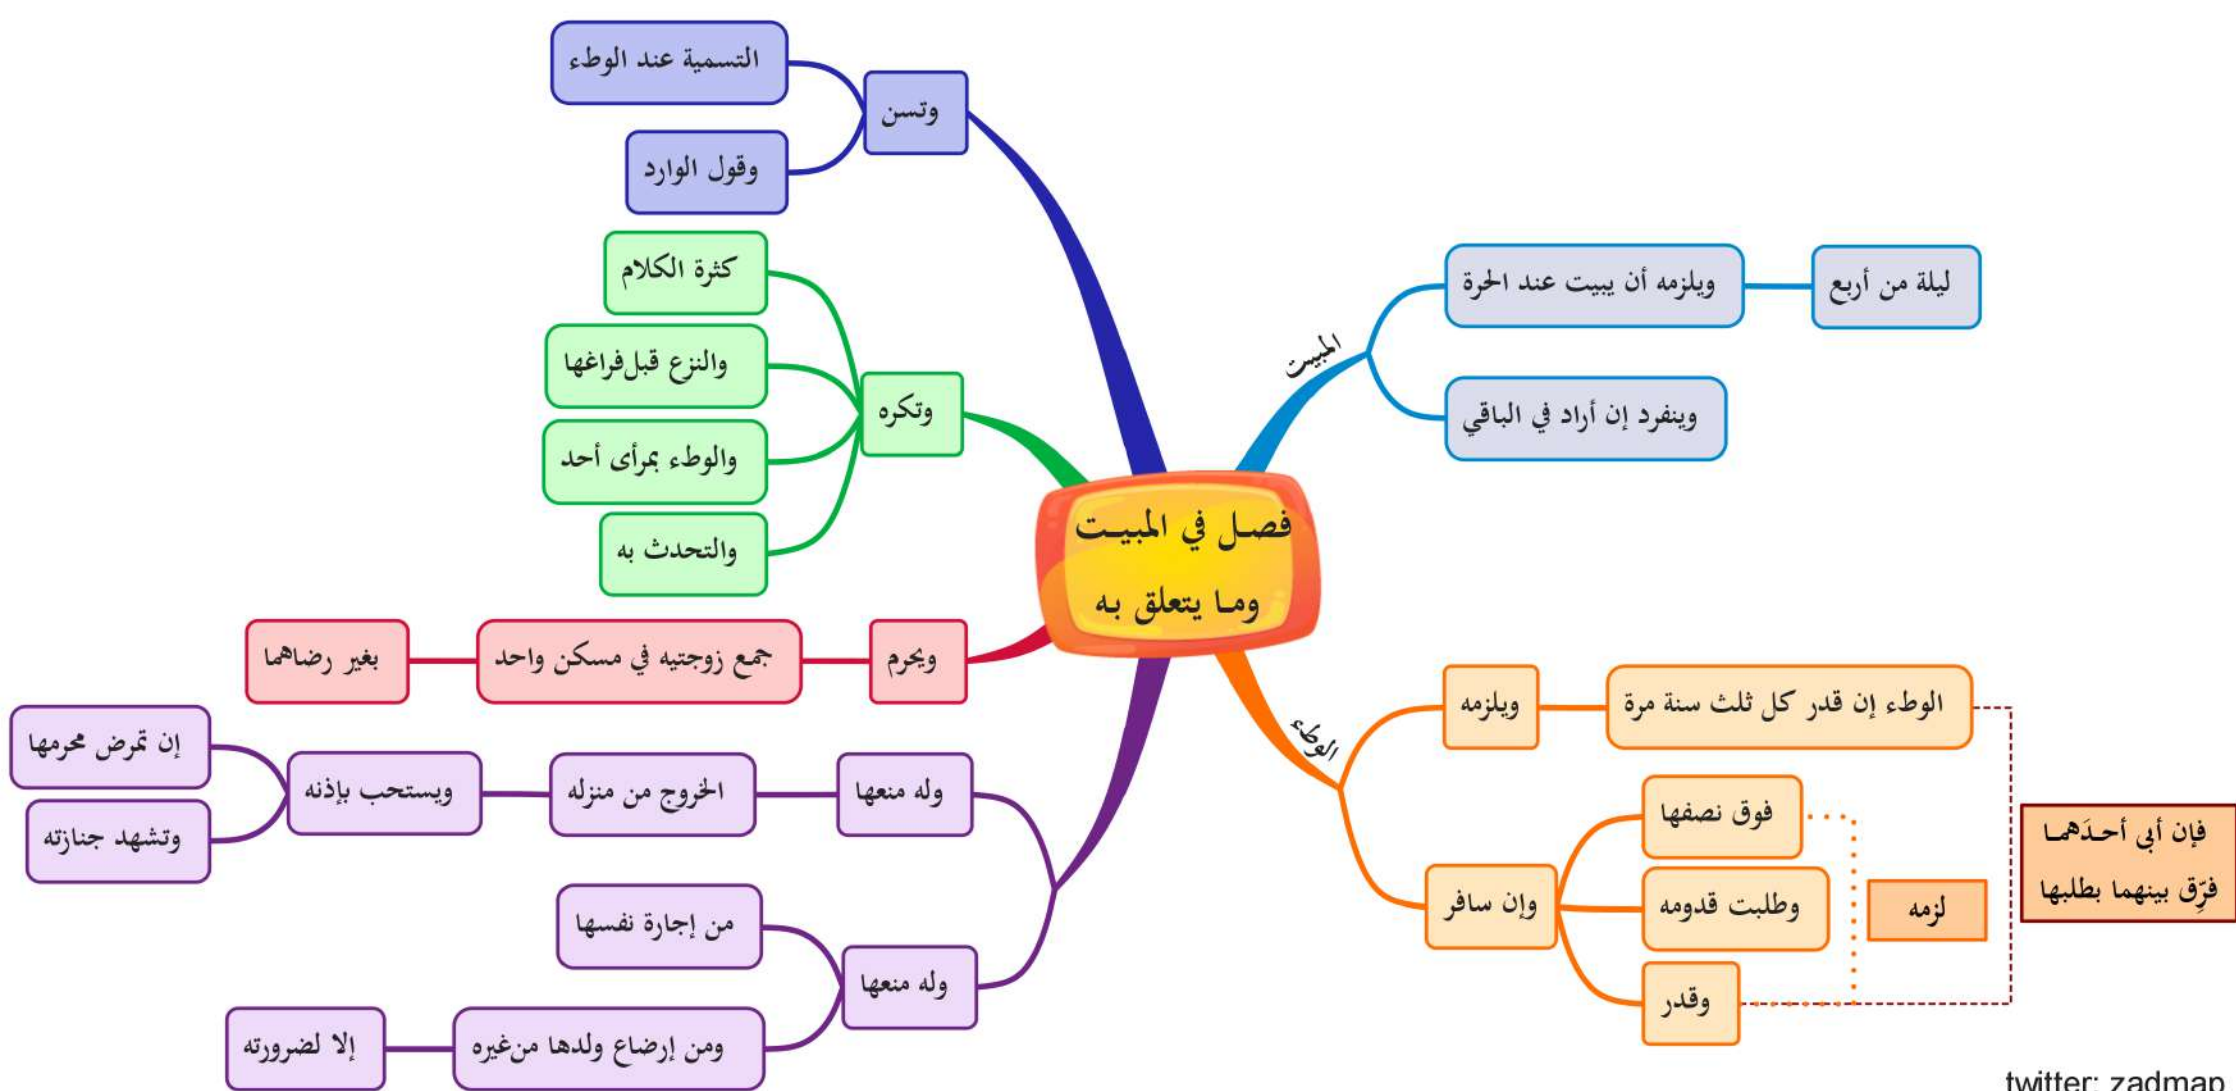 فصل في المبيت
وما يتعلق به
المبيت
ويلزمه أن يبيت عند الحرة
ليلة من أربع
وينفرد إن أراد في الباقي
الوطء
ويلزمه
الوطء إن قدر كل ثلث سنة مرة
وإن سافر
فوق نصفها
وطلبت قدومه
وقدر
لزمه
فإن أبى أحدَهما
فرِّق بينهما بطلبها
وتسن
التسمية عند الوطء
وقول الوارد
وتكره
كثرة الكلام
والنزع قبل فراغها
والوطء بمرأى أحد
والتحدث به
ويحرم
جمع زوجتيه في مسكن واحد
بغير رضاهما
وله منعها
الخروج من منزله
ويستحب بإذنه
إن تمرض محرمها
وتشهد جنازته
وله منعها
من إجارة نفسها
ومن إرضاع ولدها من غيره
إلا لضرورته
twitter: zadmap